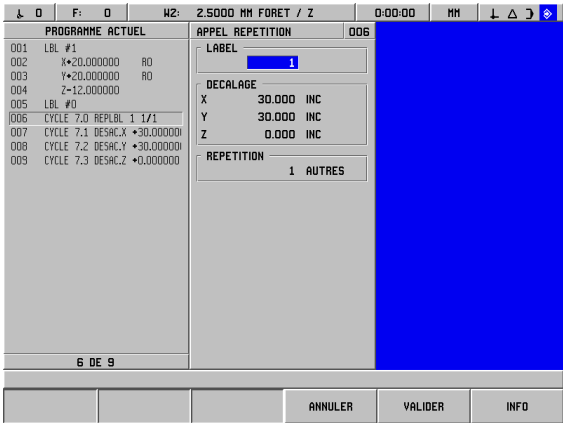 0 F: 0 W2: 2.5000 MM FORET / Z 0:00:00 MM
PROGRAMME ACTUEL
001 LBL #1
002 X+20.000000 R0
003 Y+20.000000 R0
004 Z-12.000000
005 LBL #0
006 CYCLE 7.0 REPLBL 1 1/1
007 CYCLE 7.1 DESAC.X +30.000000
008 CYCLE 7.2 DESAC.Y +30.000000
009 CYCLE 7.3 DESAC.Z +0.000000
6 DE 9
APPEL REPETITION 006
LABEL
1
DECALAGE
X 30.000 INC
Y 30.000 INC
Z 0.000 INC
REPETITION
1 AUTRES
ANNULER VALIDER INFO